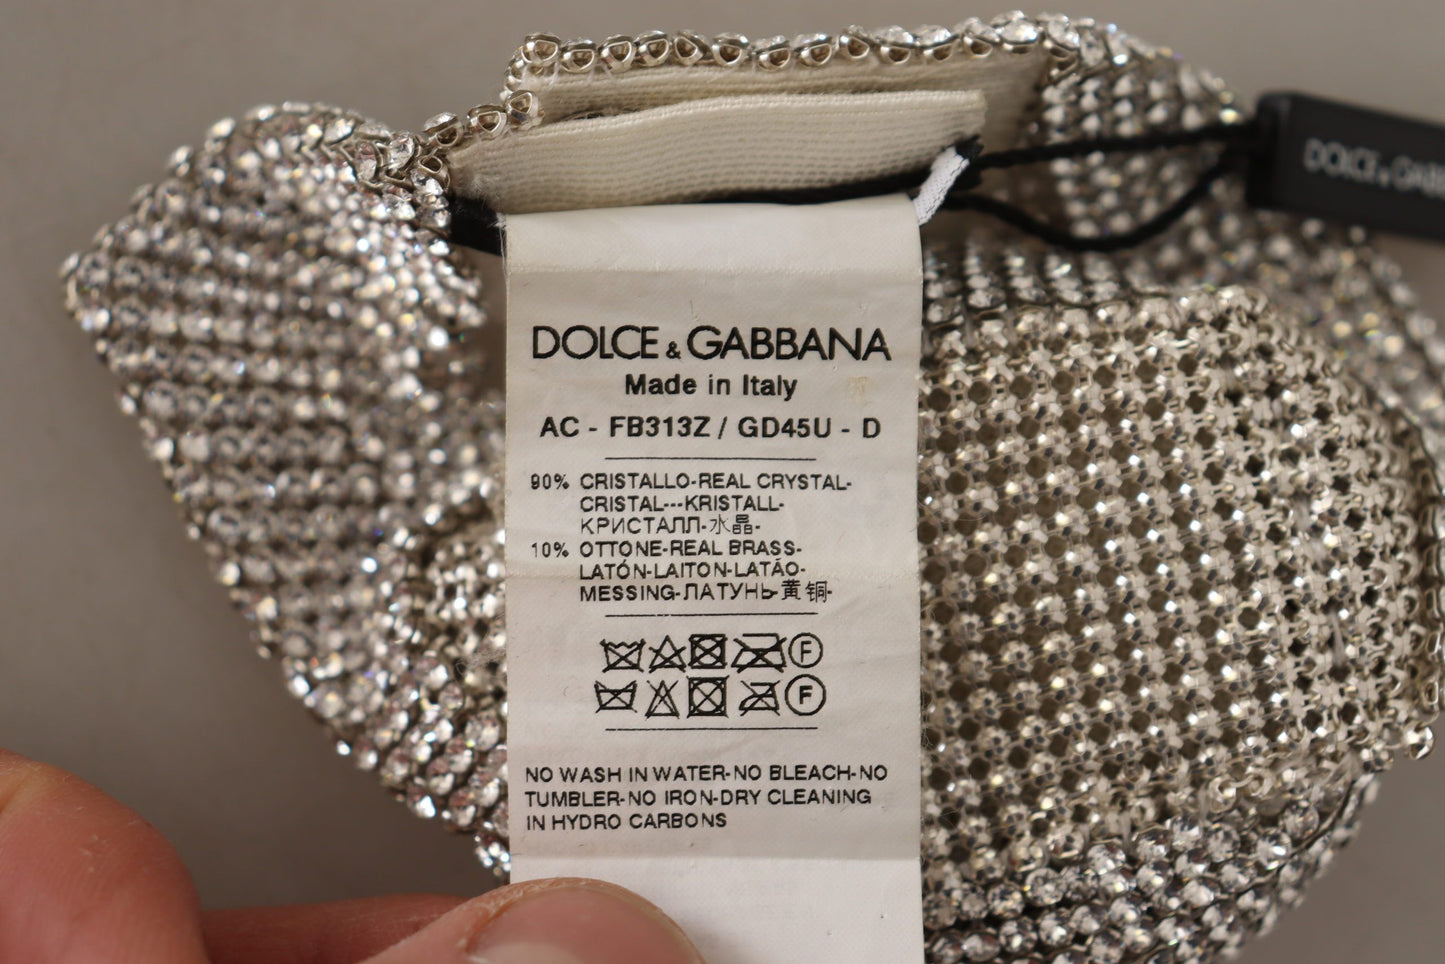 DOLCE & GABBANA
DOLCE & GABBANA
Made in Italy
AC - FB313Z / GD45U - D
90% CRISTALLO-REAL CRYSTAL-
CRISTAL---KRISTALL-
КРИСТАЛЛ-水晶-
10% OTTONE-REAL BRASS-
LATÓN-LAITON-LATÃO-
MESSING-ЛАТУНЬ-黄铜-
F
F
NO WASH IN WATER-NO BLEACH-NO
TUMBLER-NO IRON-DRY CLEANING
IN HYDRO CARBONS